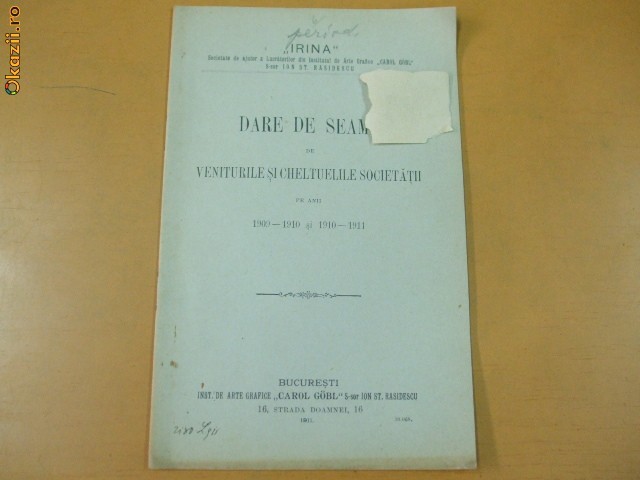 Okazii.ro
period.
„IRINA“
Societate de Ajutor a Lucrătorilor din Institutul de Arte Grafice „CAROL GÖBL“
S-sor ION ST. RASIDESCU
DARE DE SEAM
DE
VENITURILE ȘI CHELTUELILE SOCIETĂȚII
PE ANII
1909—1910 și 1910—1911
BUCUREȘTI
INST. DE ARTE GRAFICE „CAROL GÖBL“ S-sor ION ST. RASIDESCU
16, STRADA DOAMNEI, 16